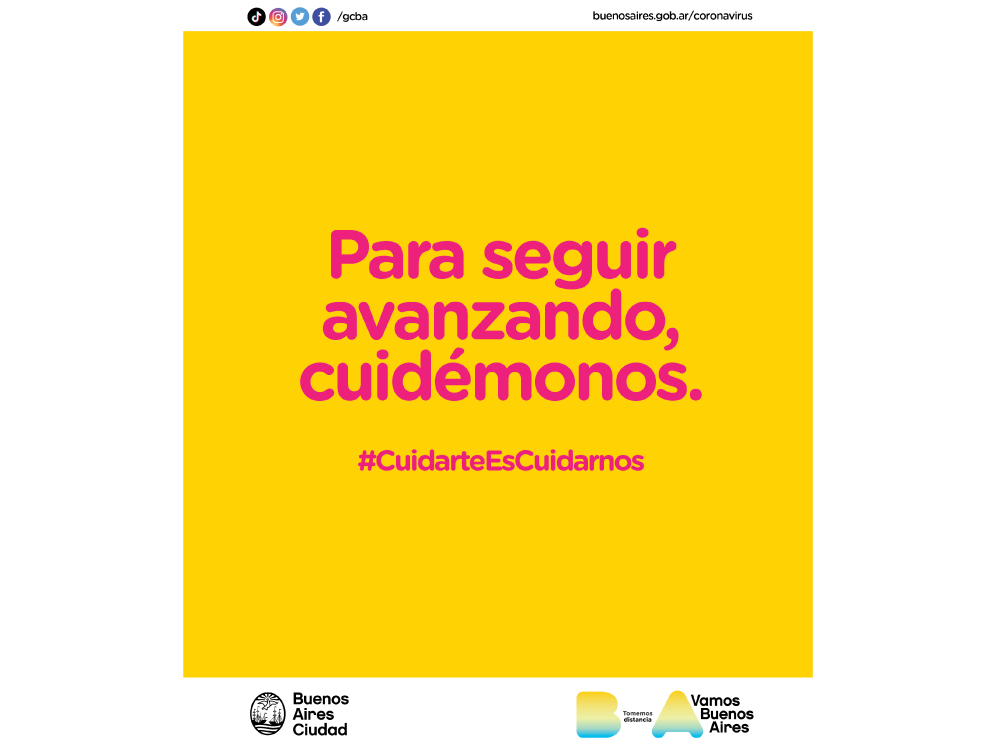 /gcba
buenosaires.gob.ar/coronavirus
Para seguir
avanzando,
cuidémonos.
#CuidarteEsCuidarnos
Buenos
Aires
Ciudad
B
Tomemos
distancia
A
Vamos
Buenos
Aires